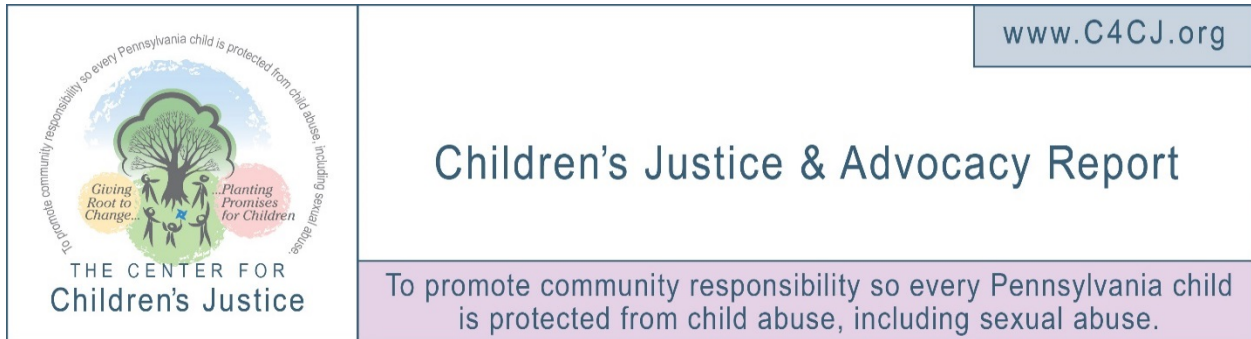 To promote community responsibility so every Pennsylvania child is protected from child abuse, including sexual abuse.
Giving
Root to
Change...
...Planting
Promises
for Children
THE CENTER FOR
Children's Justice
www.C4CJ.org
Children's Justice & Advocacy Report
To promote community responsibility so every Pennsylvania child
is protected from child abuse, including sexual abuse.